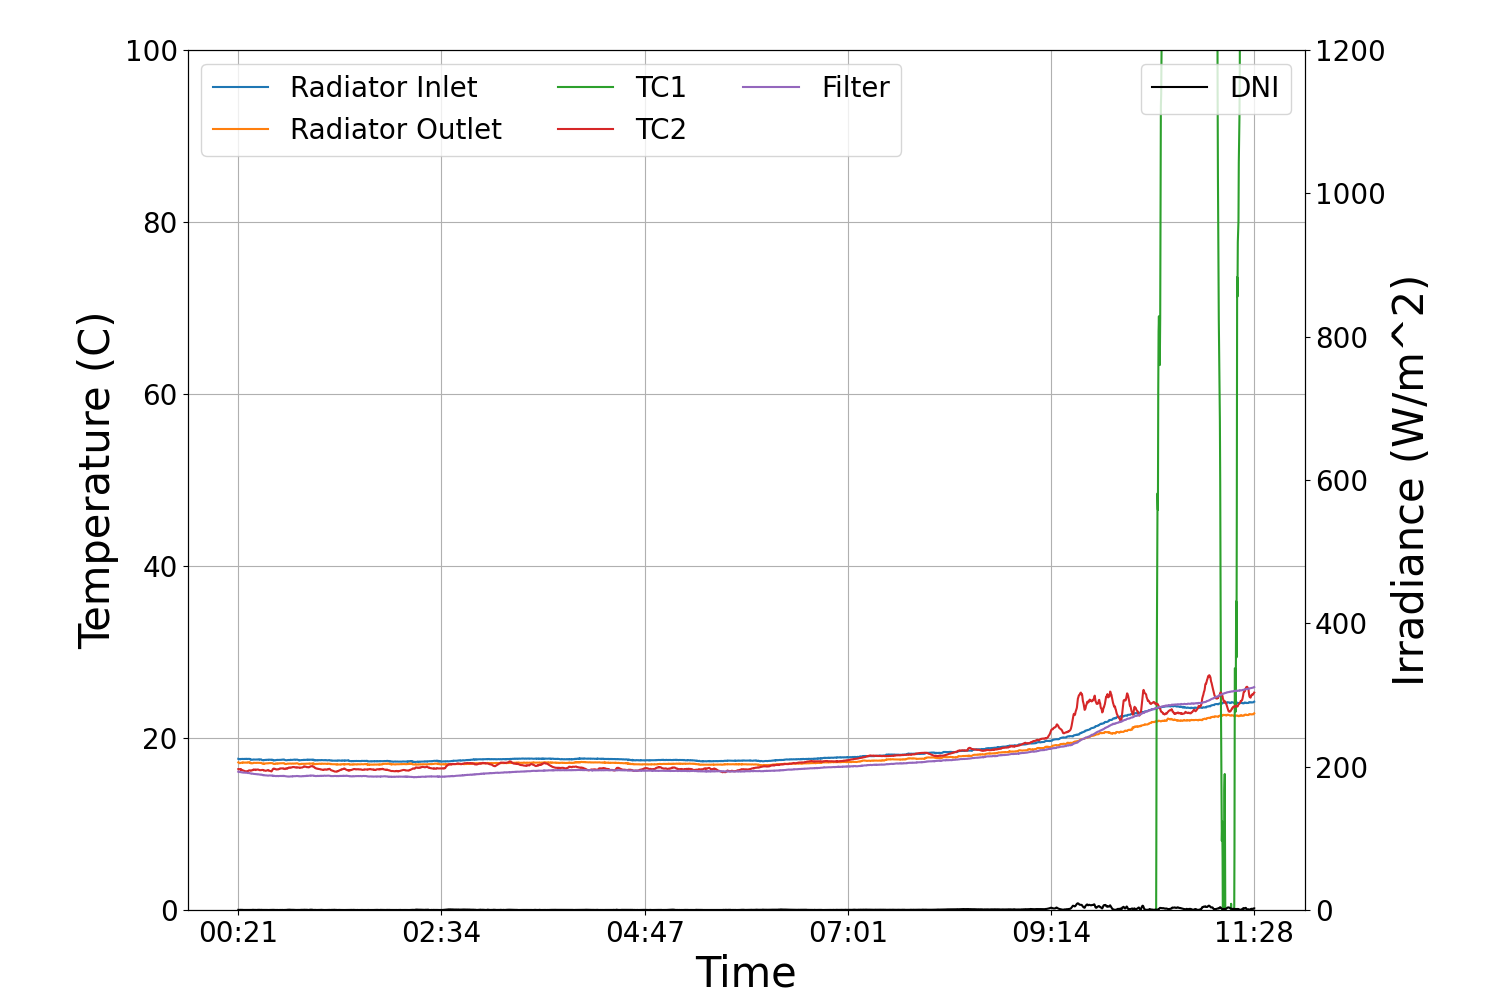 100
80
60
40
20
0
Temperature (C)
Radiator Inlet
Radiator Outlet
TC1
TC2
Filter
DNI
1200
1000
800
600
400
200
0
Irradiance (W/m^2)
00:21 02:34 04:47 07:01 09:14 11:28
Time